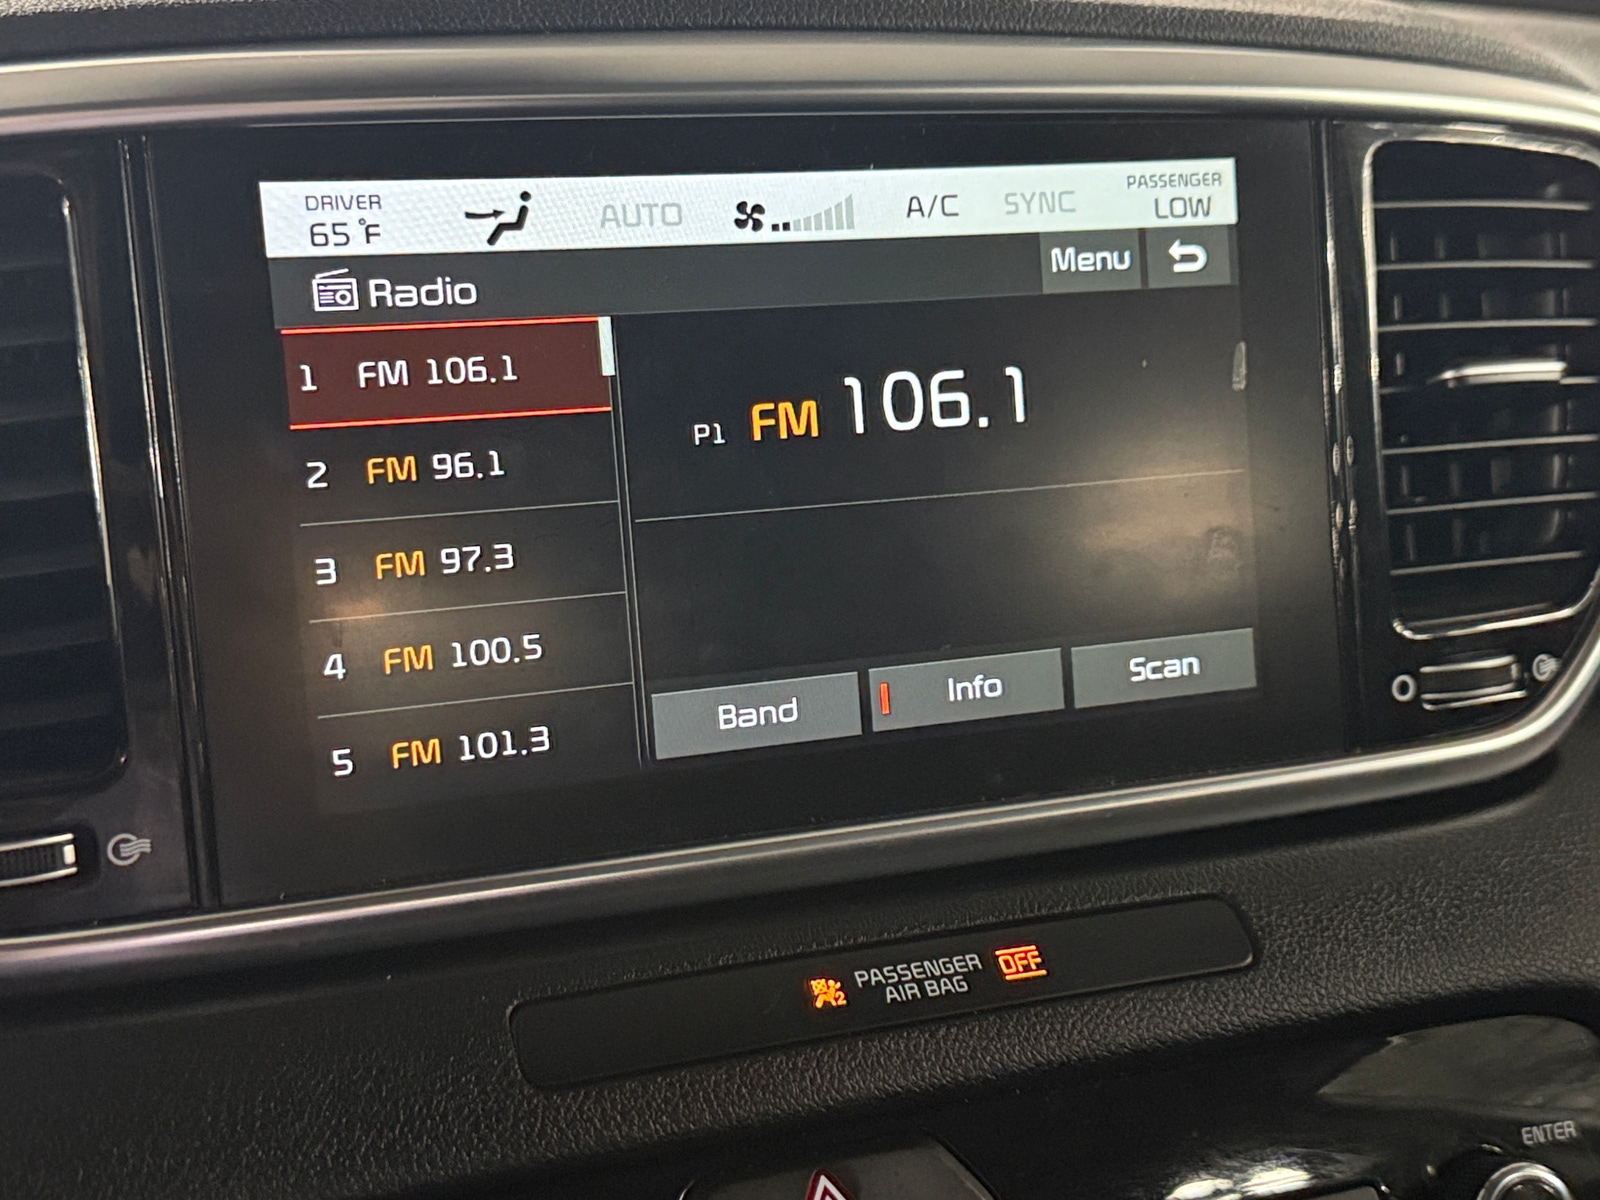 DRIVER
65 °F
AUTO
A/C
SYNC
PASSENGER
LOW
Radio
Menu
1 FM 106.1
2 FM 96.1
3 FM 97.3
4 FM 100.5
5 FM 101.3
P1 FM 106.1
Band
Info
Scan
2 PASSENGER
AIR BAG
OFF
ENTER